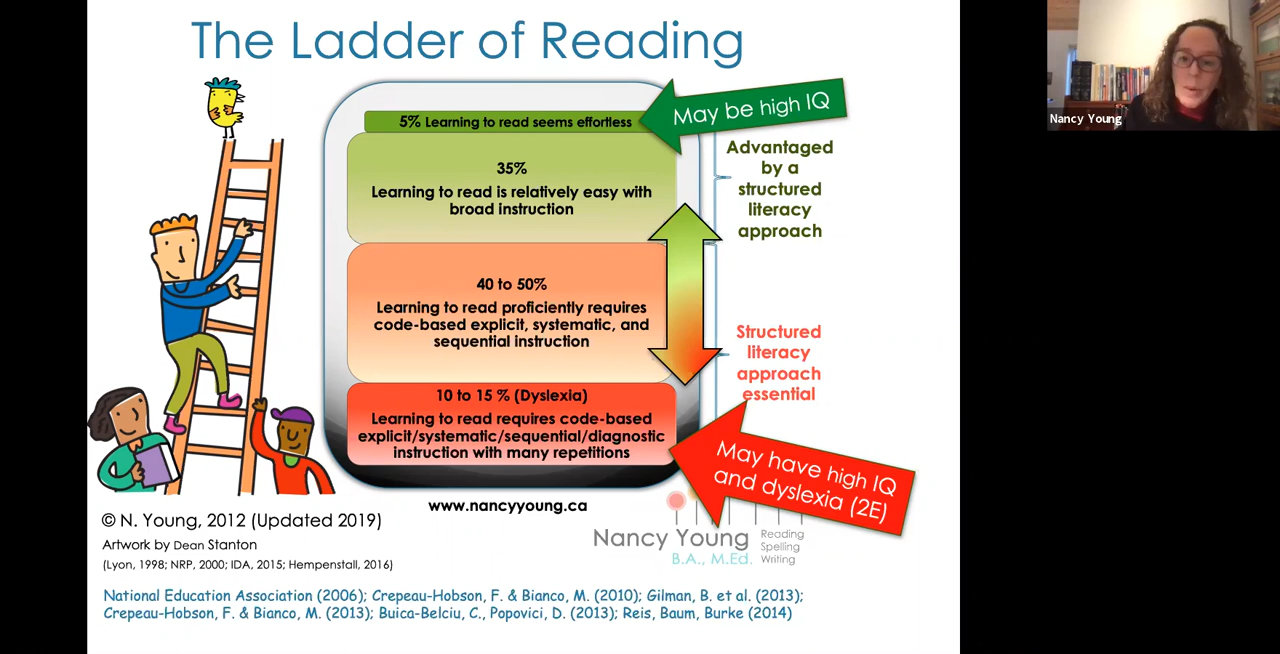 The Ladder of Reading
May be high IQ
5% Learning to read seems effortless
35%
Learning to read is relatively easy with
broad instruction
Advantaged
by a
structured
literacy
approach
40 to 50%
Learning to read proficiently requires
code-based explicit, systematic, and
sequential instruction
Structured
literacy
approach
essential
10 to 15 % (Dyslexia)
Learning to read requires code-based
explicit/systematic/sequential/diagnostic
instruction with many repetitions
May have high IQ
and dyslexia (2E)
www.nancyyoung.ca
© N. Young, 2012 (Updated 2019)
Artwork by Dean Stanton
(Lyon, 1998; NRP, 2000; IDA, 2015; Hempenstall, 2016)
Nancy Young
B.A., M.Ed.
Reading
Spelling
Writing
National Education Association (2006); Crepeau-Hobson, F. & Bianco, M. (2010); Gilman, B. et al. (2013);
Crepeau-Hobson, F. & Bianco, M. (2013); Buica-Belciu, C., Popovici, D. (2013); Reis, Baum, Burke (2014)
Nancy Young